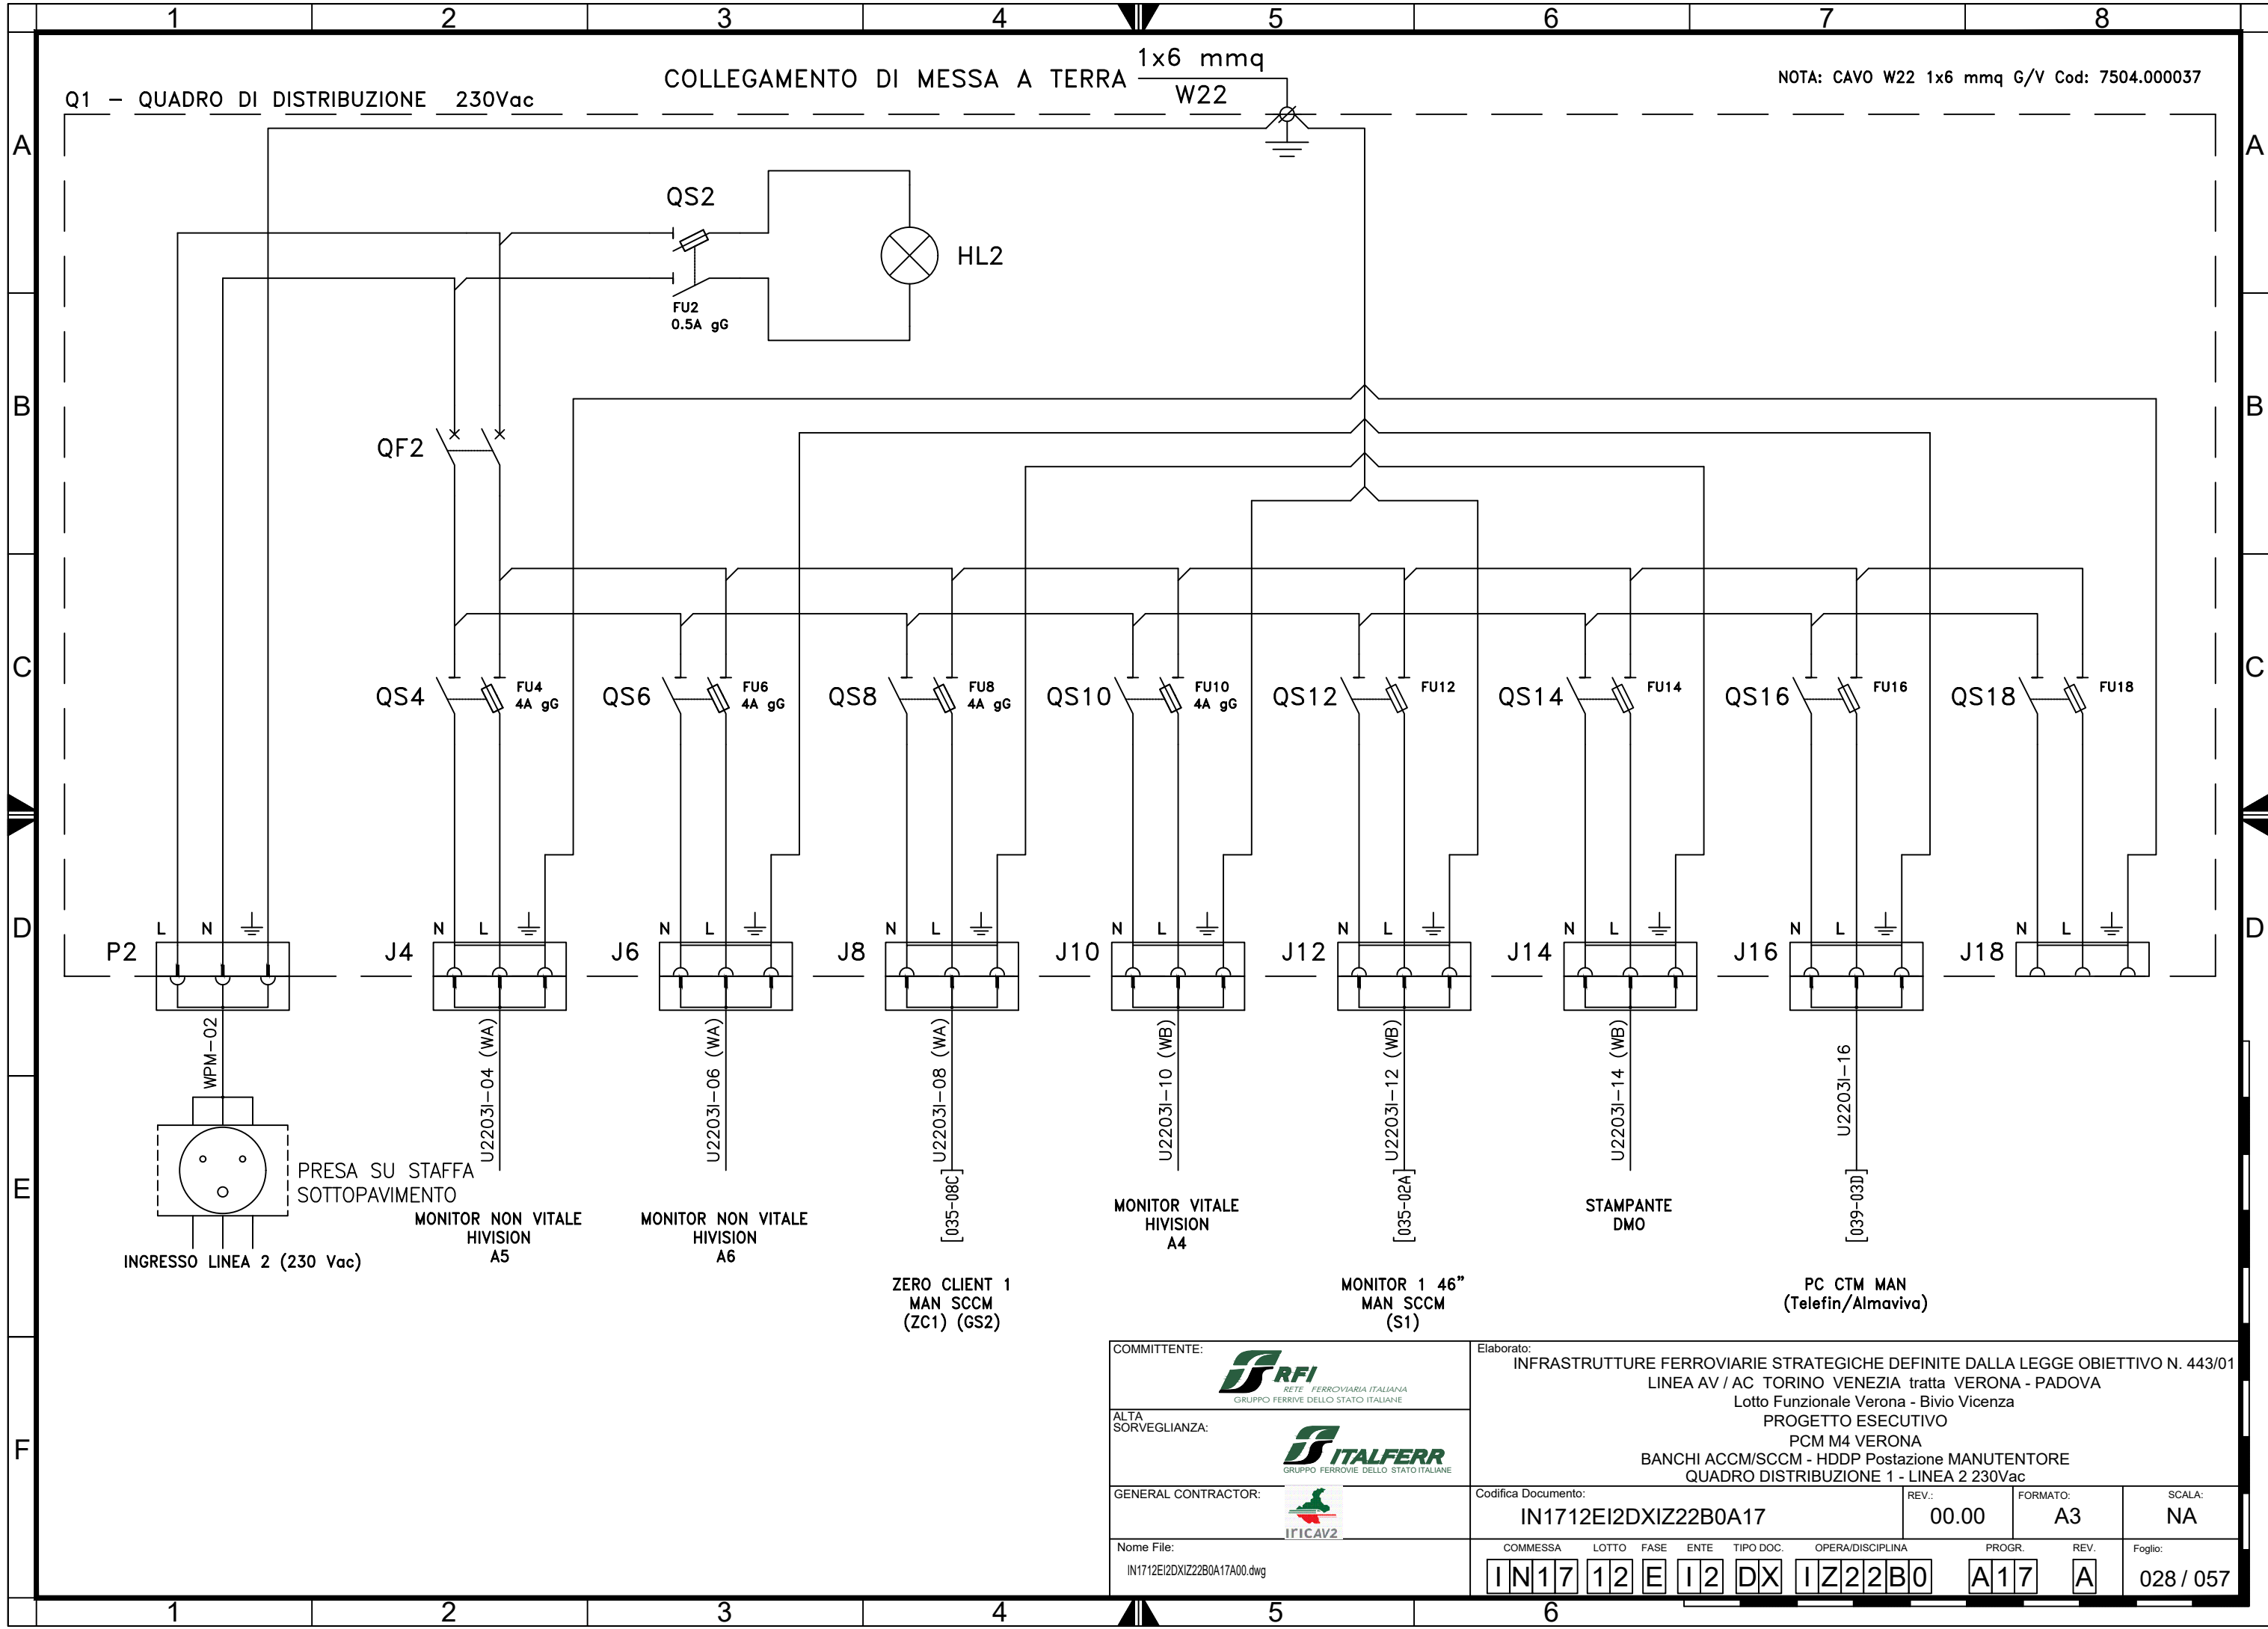 1 2 3 4 5 6 7 8
COLLEGAMENTO DI MESSA A TERRA
1x6 mmq
W22
NOTA: CAVO W22 1x6 mmq G/V Cod: 7504.000037
Q1 - QUADRO DI DISTRIBUZIONE 230Vac
A A
QS2
HL2
FU2
0.5A gG
B B
QF2
C C
QS4
FU4
4A gG
QS6
FU6
4A gG
QS8
FU8
4A gG
QS10
FU10
4A gG
QS12
FU12
QS14
FU14
QS16
FU16
QS18
FU18
D D
P2
L N
J4
N L
J6
N L
J8
N L
J10
N L
J12
N L
J14
N L
J16
N L
J18
N L
WPM-02
U2203I-04 (WA)
U2203I-06 (WA)
U2203I-08 (WA)
U2203I-10 (WB)
U2203I-12 (WB)
U2203I-14 (WB)
U2203I-16
E
PRESA SU STAFFA
SOTTOPAVIMENTO
INGRESSO LINEA 2 (230 Vac)
MONITOR NON VITALE
HIVISION
A5
MONITOR NON VITALE
HIVISION
A6
[035-08C]
ZERO CLIENT 1
MAN SCCM
(ZC1) (GS2)
MONITOR VITALE
HIVISION
A4
[035-02A]
MONITOR 1 46”
MAN SCCM
(S1)
STAMPANTE
DMO
[039-03D]
PC CTM MAN
(Telefin/Almaviva)
F
COMMITTENTE:
RFI
RETE FERROVIARIA ITALIANA
GRUPPO FERRIVE DELLO STATO ITALIANE
ALTA
SORVEGLIANZA:
ITALFERR
GRUPPO FERROVIE DELLO STATO ITALIANE
GENERAL CONTRACTOR:
IRICAV2
Nome File:
IN1712EI2DXIZ22B0A17A00.dwg
Elaborato:
INFRASTRUTTURE FERROVIARIE STRATEGICHE DEFINITE DALLA LEGGE OBIETTIVO N. 443/01
LINEA AV / AC TORINO VENEZIA tratta VERONA - PADOVA
Lotto Funzionale Verona - Bivio Vicenza
PROGETTO ESECUTIVO
PCM M4 VERONA
BANCHI ACCM/SCCM - HDDP Postazione MANUTENTORE
QUADRO DISTRIBUZIONE 1 - LINEA 2 230Vac
Codifica Documento:
IN1712EI2DXIZ22B0A17
REV.:
00.00
FORMATO:
A3
SCALA:
NA
COMMESSA LOTTO FASE ENTE TIPO DOC. OPERA/DISCIPLINA PROGR. REV.
IN17 12 E I2 DX IZ22B0 A17 A
Foglio:
028 / 057
1 2 3 4 5 6